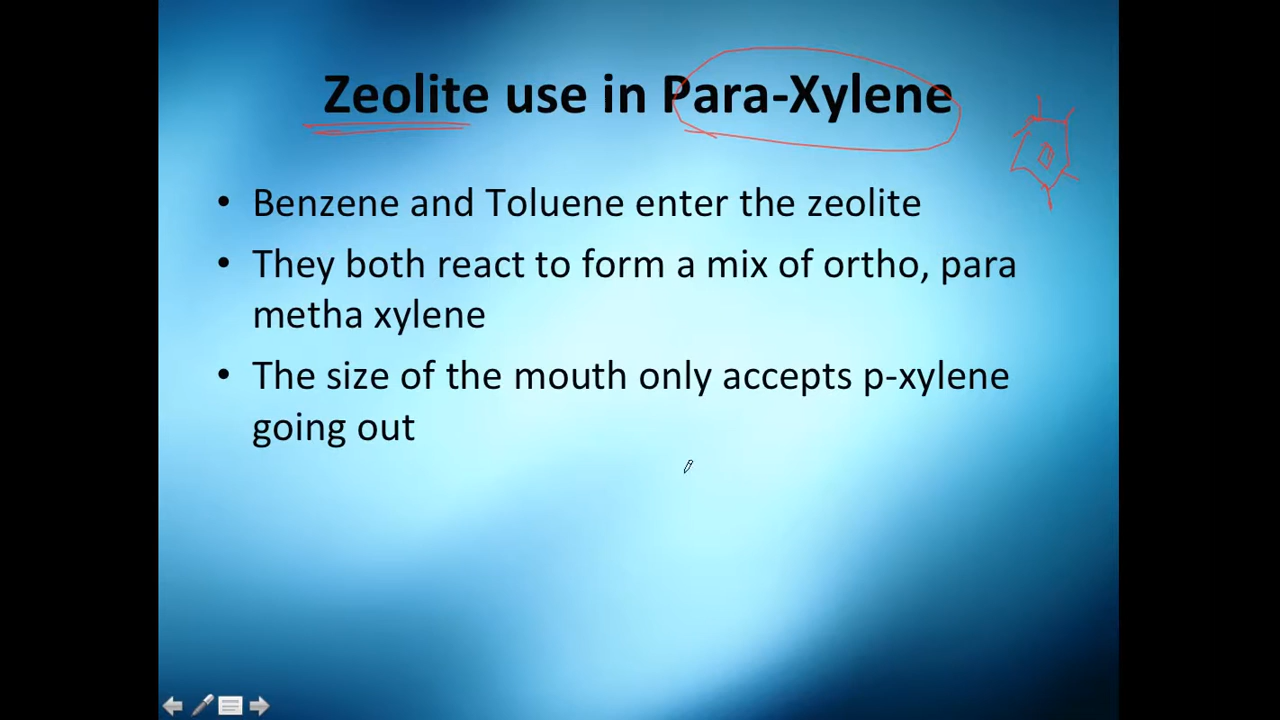 Zeolite use in Para-Xylene
• Benzene and Toluene enter the zeolite
• They both react to form a mix of ortho, para
metha xylene
• The size of the mouth only accepts p-xylene
going out